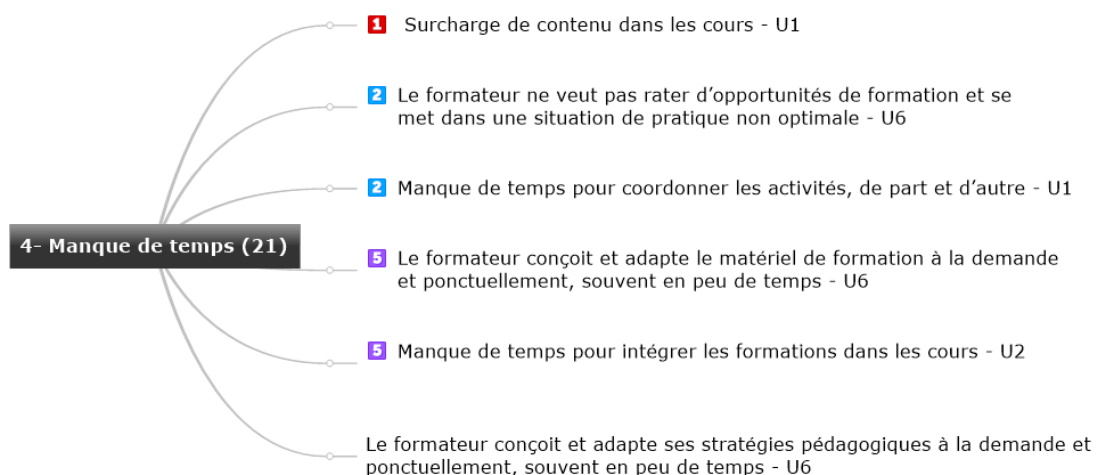 1 Surcharge de contenu dans les cours - U1
2 Le formateur ne veut pas rater d’opportunités de formation et se
met dans une situation de pratique non optimale - U6
2 Manque de temps pour coordonner les activités, de part et d’autre - U1
4- Manque de temps (21)
5 Le formateur conçoit et adapte le matériel de formation à la demande
et ponctuellement, souvent en peu de temps - U6
5 Manque de temps pour intégrer les formations dans les cours - U2
Le formateur conçoit et adapte ses stratégies pédagogiques à la demande et
ponctuellement, souvent en peu de temps - U6